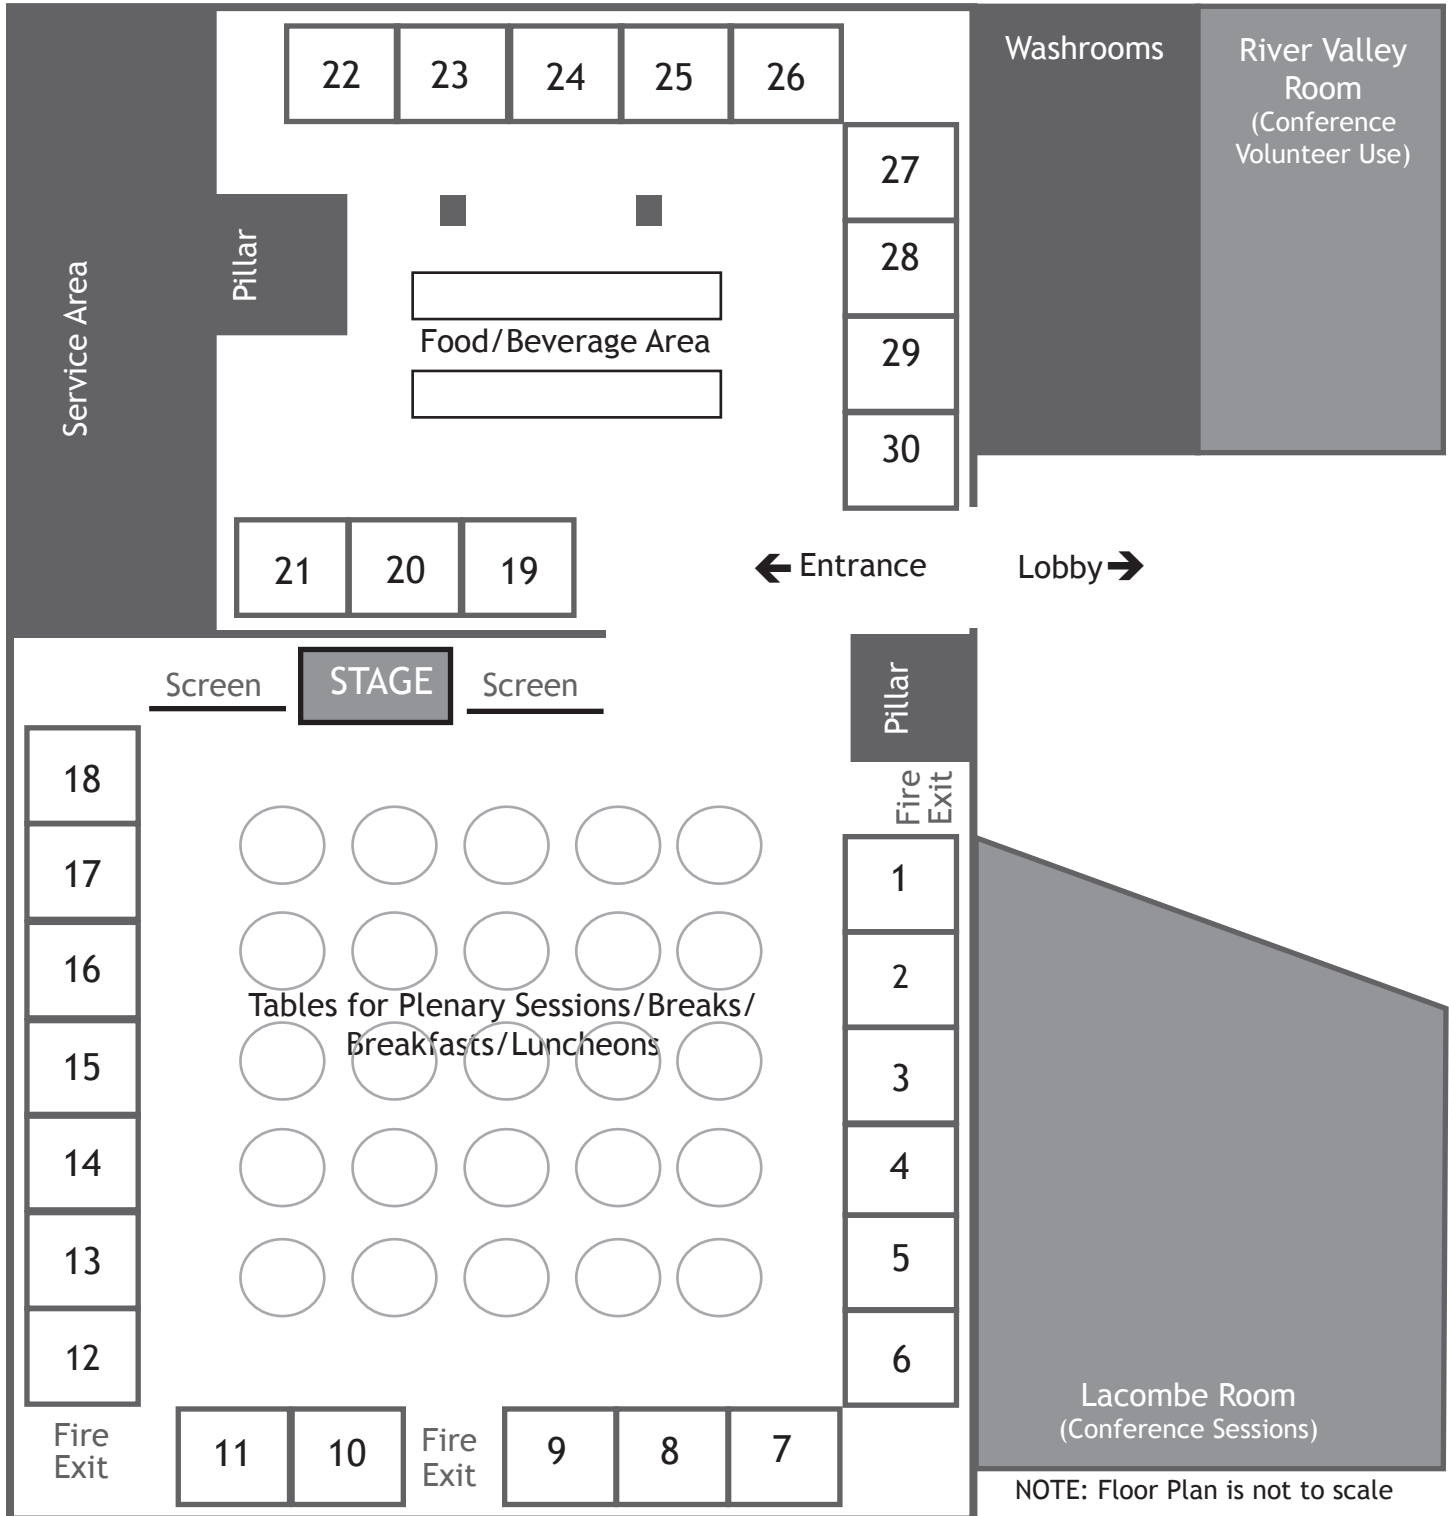 22 23 24 25 26
Washrooms
River Valley
Room
(Conference
Volunteer Use)
27
28
29
30
Service Area
Pillar
Food/Beverage Area
21 20 19
Entrance
Lobby
Screen
STAGE
Screen
Pillar
Fire
Exit
18
17
16
15
14
13
12
Tables for Plenary Sessions/Breaks/
Breakfasts/Luncheons
1
2
3
4
5
6
Fire
Exit
11 10
Fire
Exit
9 8 7
Lacombe Room
(Conference Sessions)
NOTE: Floor Plan is not to scale